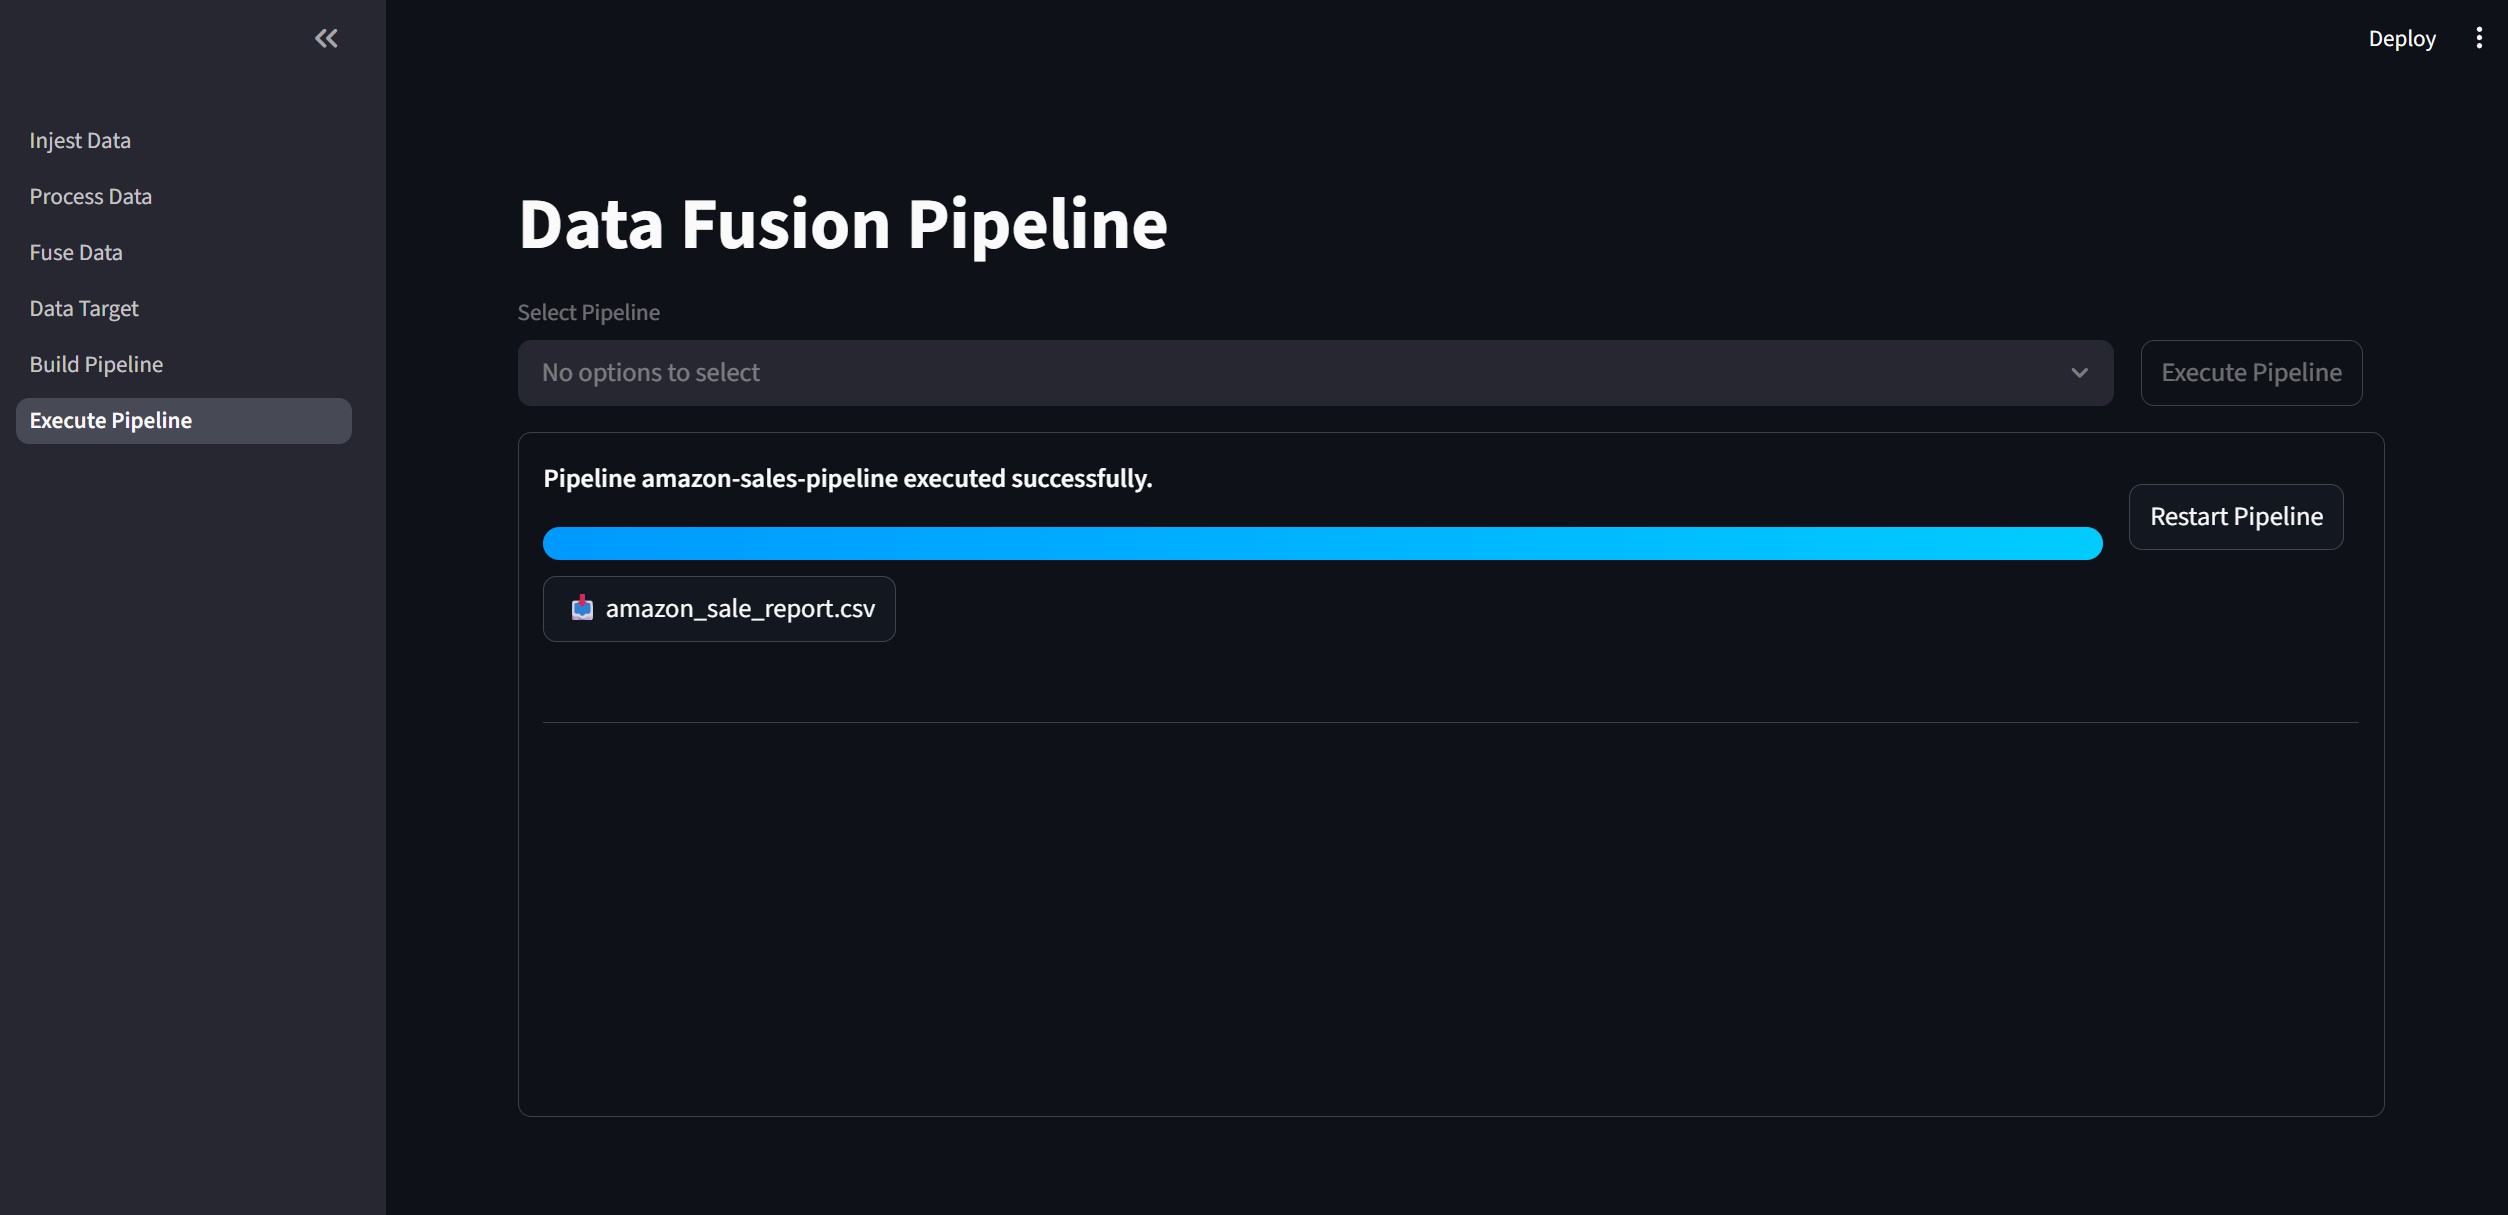 Deploy
Injest Data
Process Data
Fuse Data
Data Target
Build Pipeline
Execute Pipeline
Data Fusion Pipeline
Select Pipeline
No options to select
Execute Pipeline
Pipeline amazon-sales-pipeline executed successfully.
Restart Pipeline
amazon_sale_report.csv